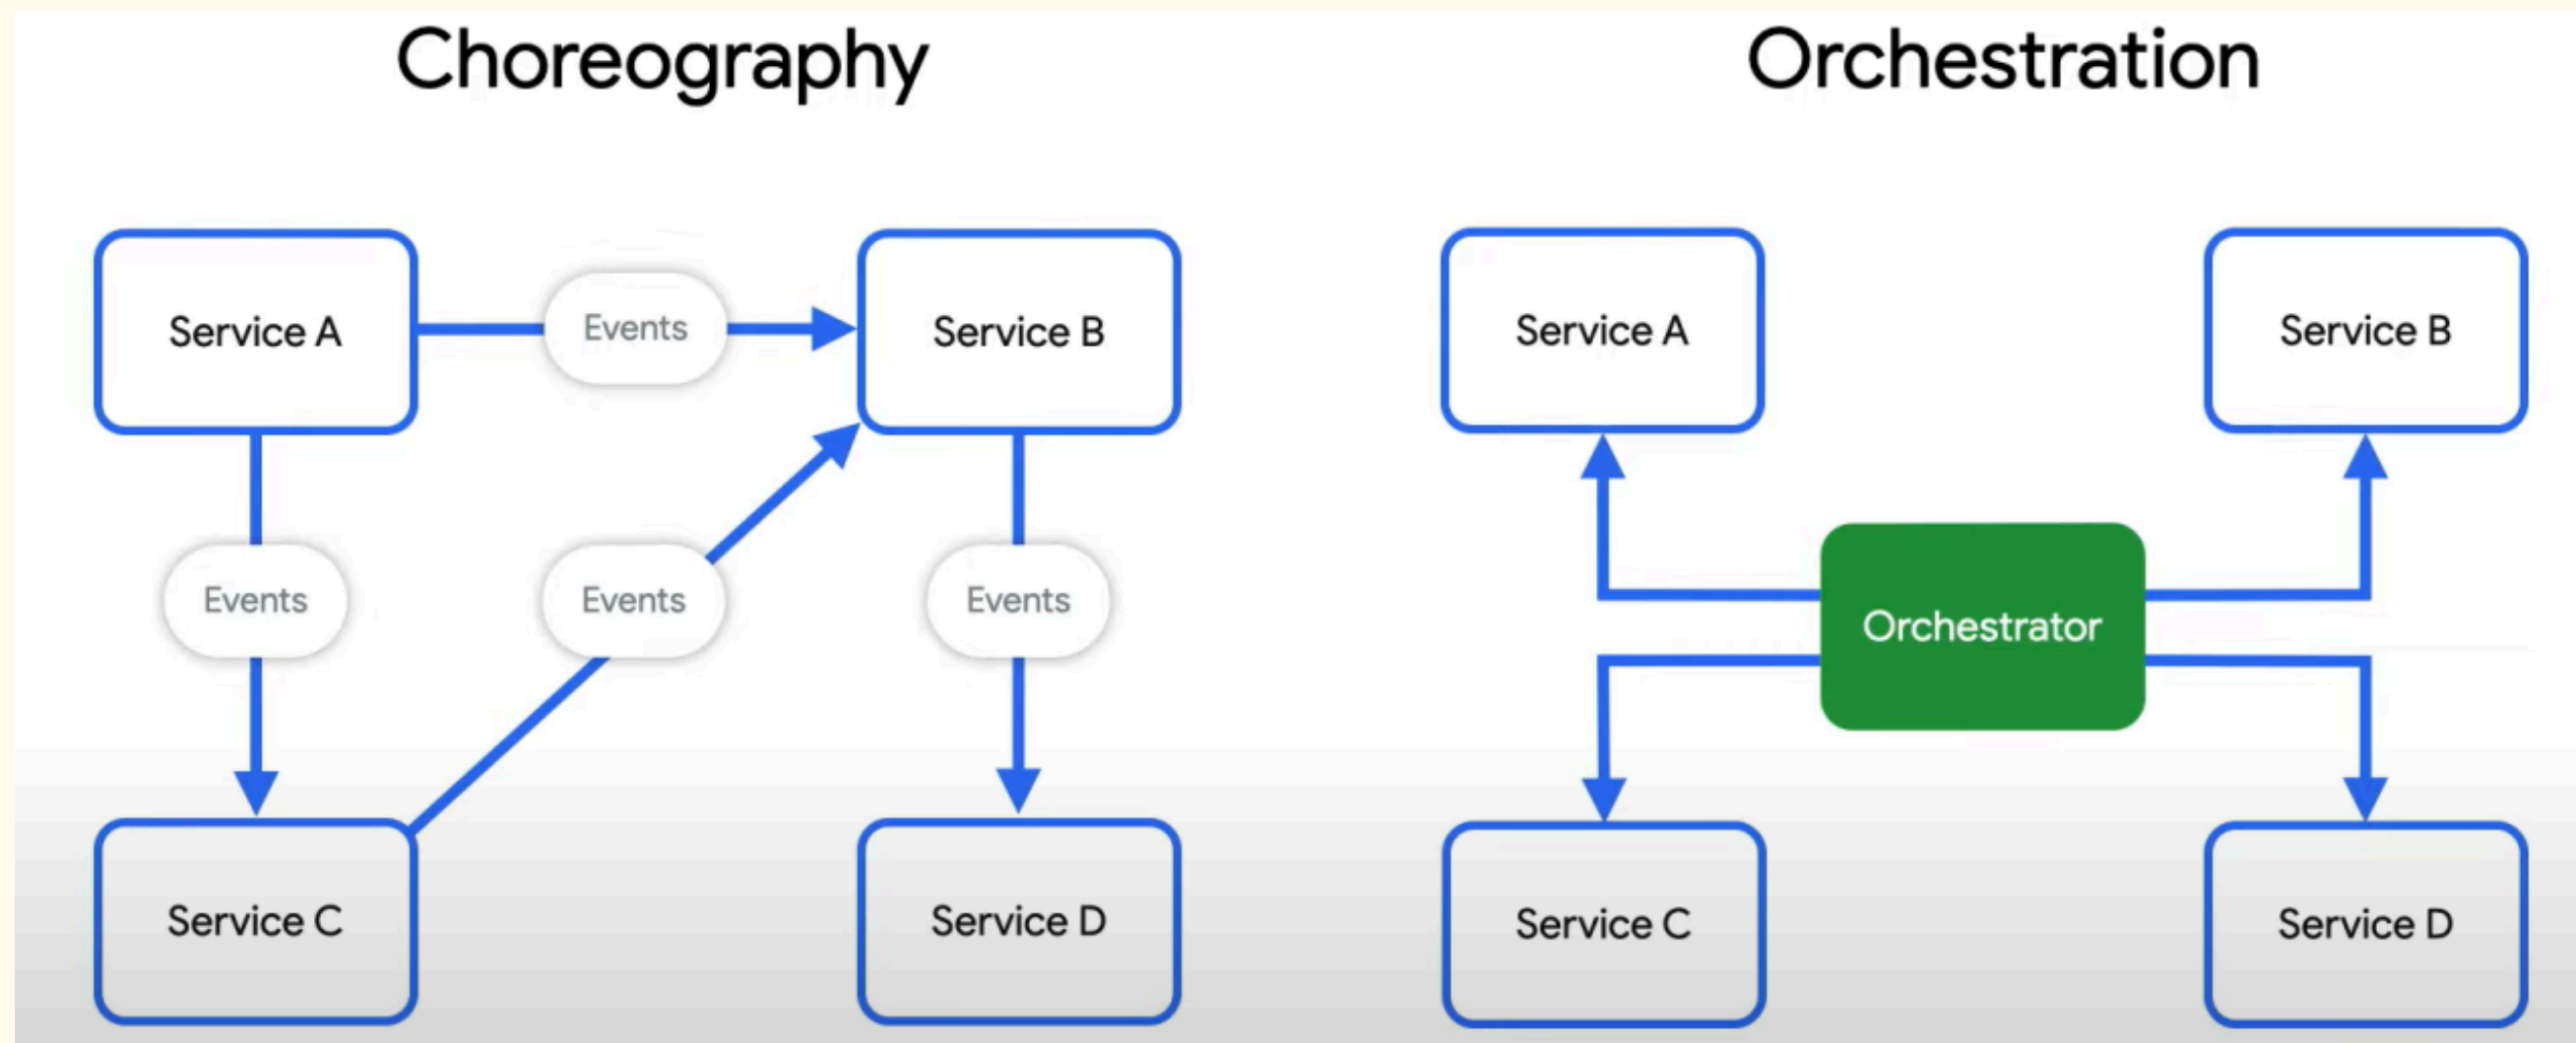 Choreography
Service A
Events
Service B
Events
Events
Events
Service C
Service D
Orchestration
Service A
Service B
Orchestrator
Service C
Service D